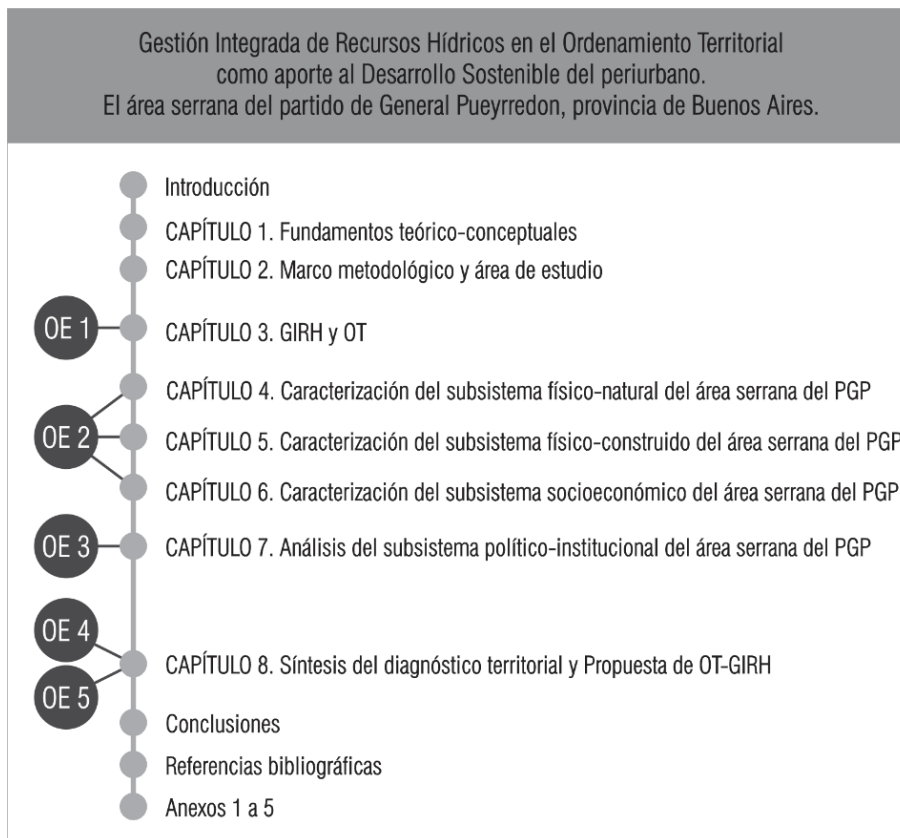 Gestión Integrada de Recursos Hídricos en el Ordenamiento Territorial
como aporte al Desarrollo Sostenible del periurbano.
El área serrana del partido de General Pueyrredon, provincia de Buenos Aires.
Introducción
CAPÍTULO 1. Fundamentos teórico-conceptuales
CAPÍTULO 2. Marco metodológico y área de estudio
OE 1
CAPÍTULO 3. GIRH y OT
CAPÍTULO 4. Caracterización del subsistema físico-natural del área serrana del PGP
OE 2
CAPÍTULO 5. Caracterización del subsistema físico-construido del área serrana del PGP
CAPÍTULO 6. Caracterización del subsistema socioeconómico del área serrana del PGP
OE 3
CAPÍTULO 7. Análisis del subsistema político-institucional del área serrana del PGP
OE 4
CAPÍTULO 8. Síntesis del diagnóstico territorial y Propuesta de OT-GIRH
OE 5
Conclusiones
Referencias bibliográficas
Anexos 1 a 5